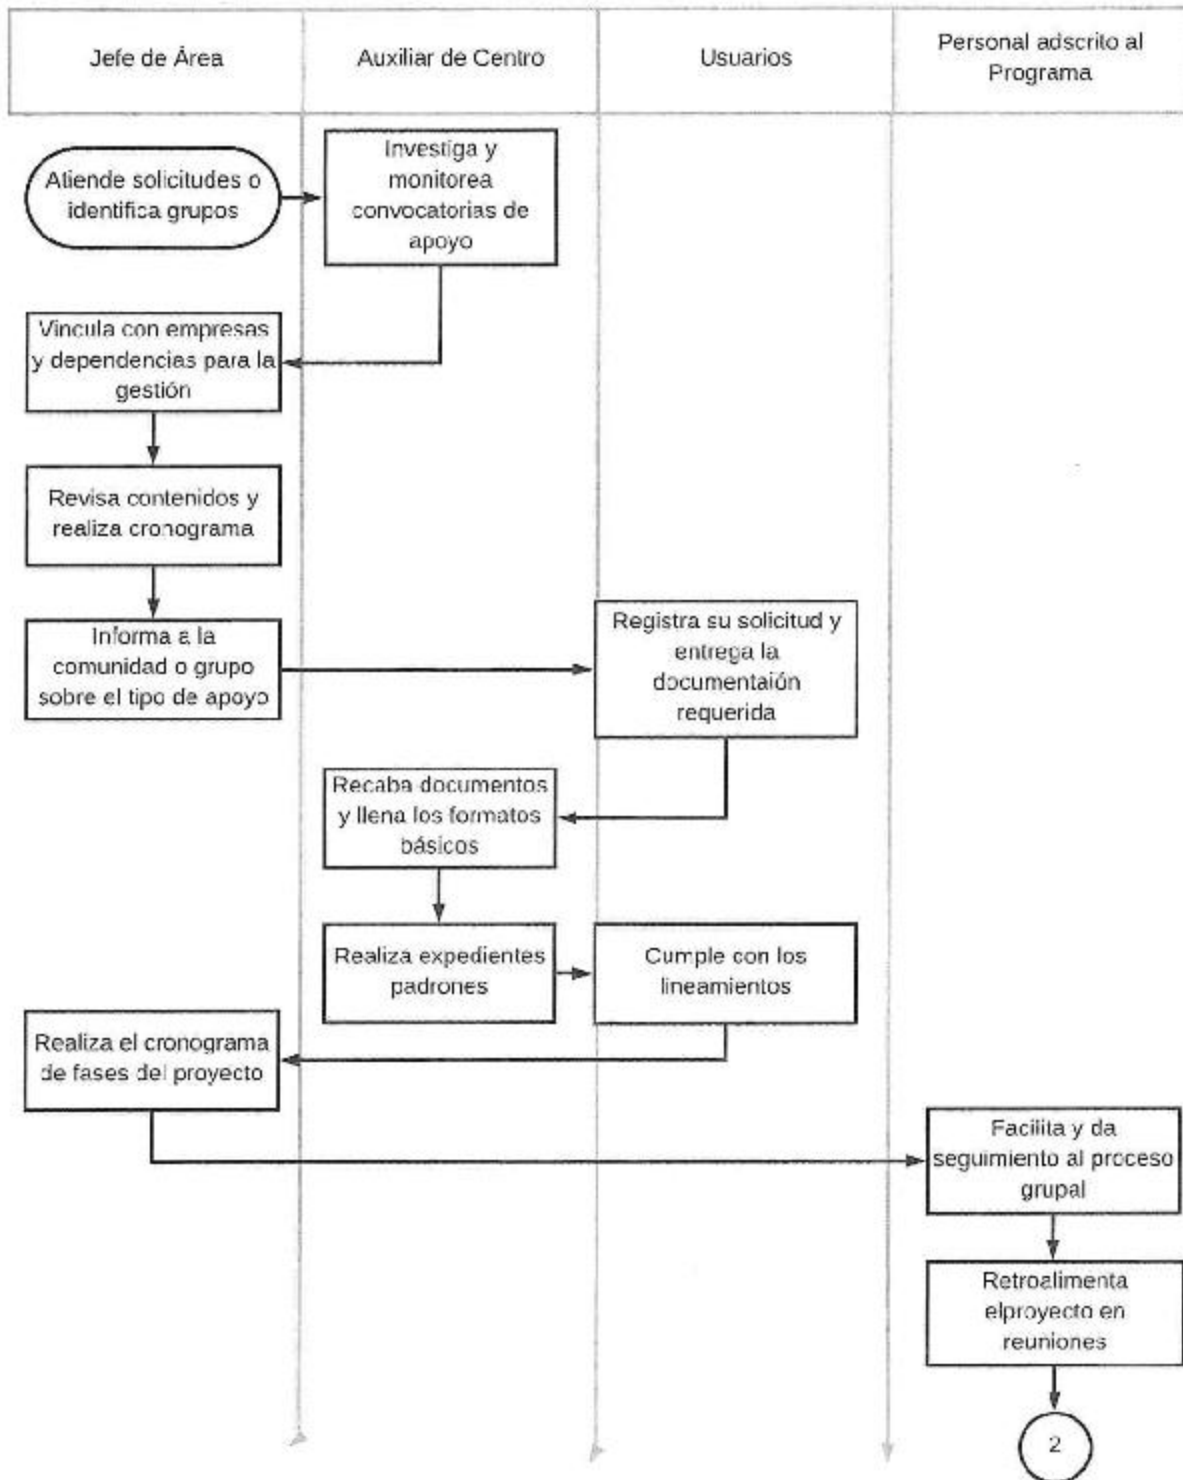 Jefe de Área
Auxiliar de Centro
Usuarios
Personal adscrito al
Programa
Atiende solicitudes o
identifica grupos
Investiga y
monitorea
convocatorias de
apoyo
Vincula con empresas
y dependencias para la
gestión
Revisa contenidos y
realiza cronograma
Informa a la
comunidad o grupo
sobre el tipo de apoyo
Registra su solicitud y
entrega la
documentaión
requerida
Recaba documentos
y llena los formatos
básicos
Realiza expedientes
padrones
Cumple con los
lineamientos
Realiza el cronograma
de fases del proyecto
Facilita y da
seguimiento al proceso
grupal
Retroalimenta
elproyecto en
reuniones
2